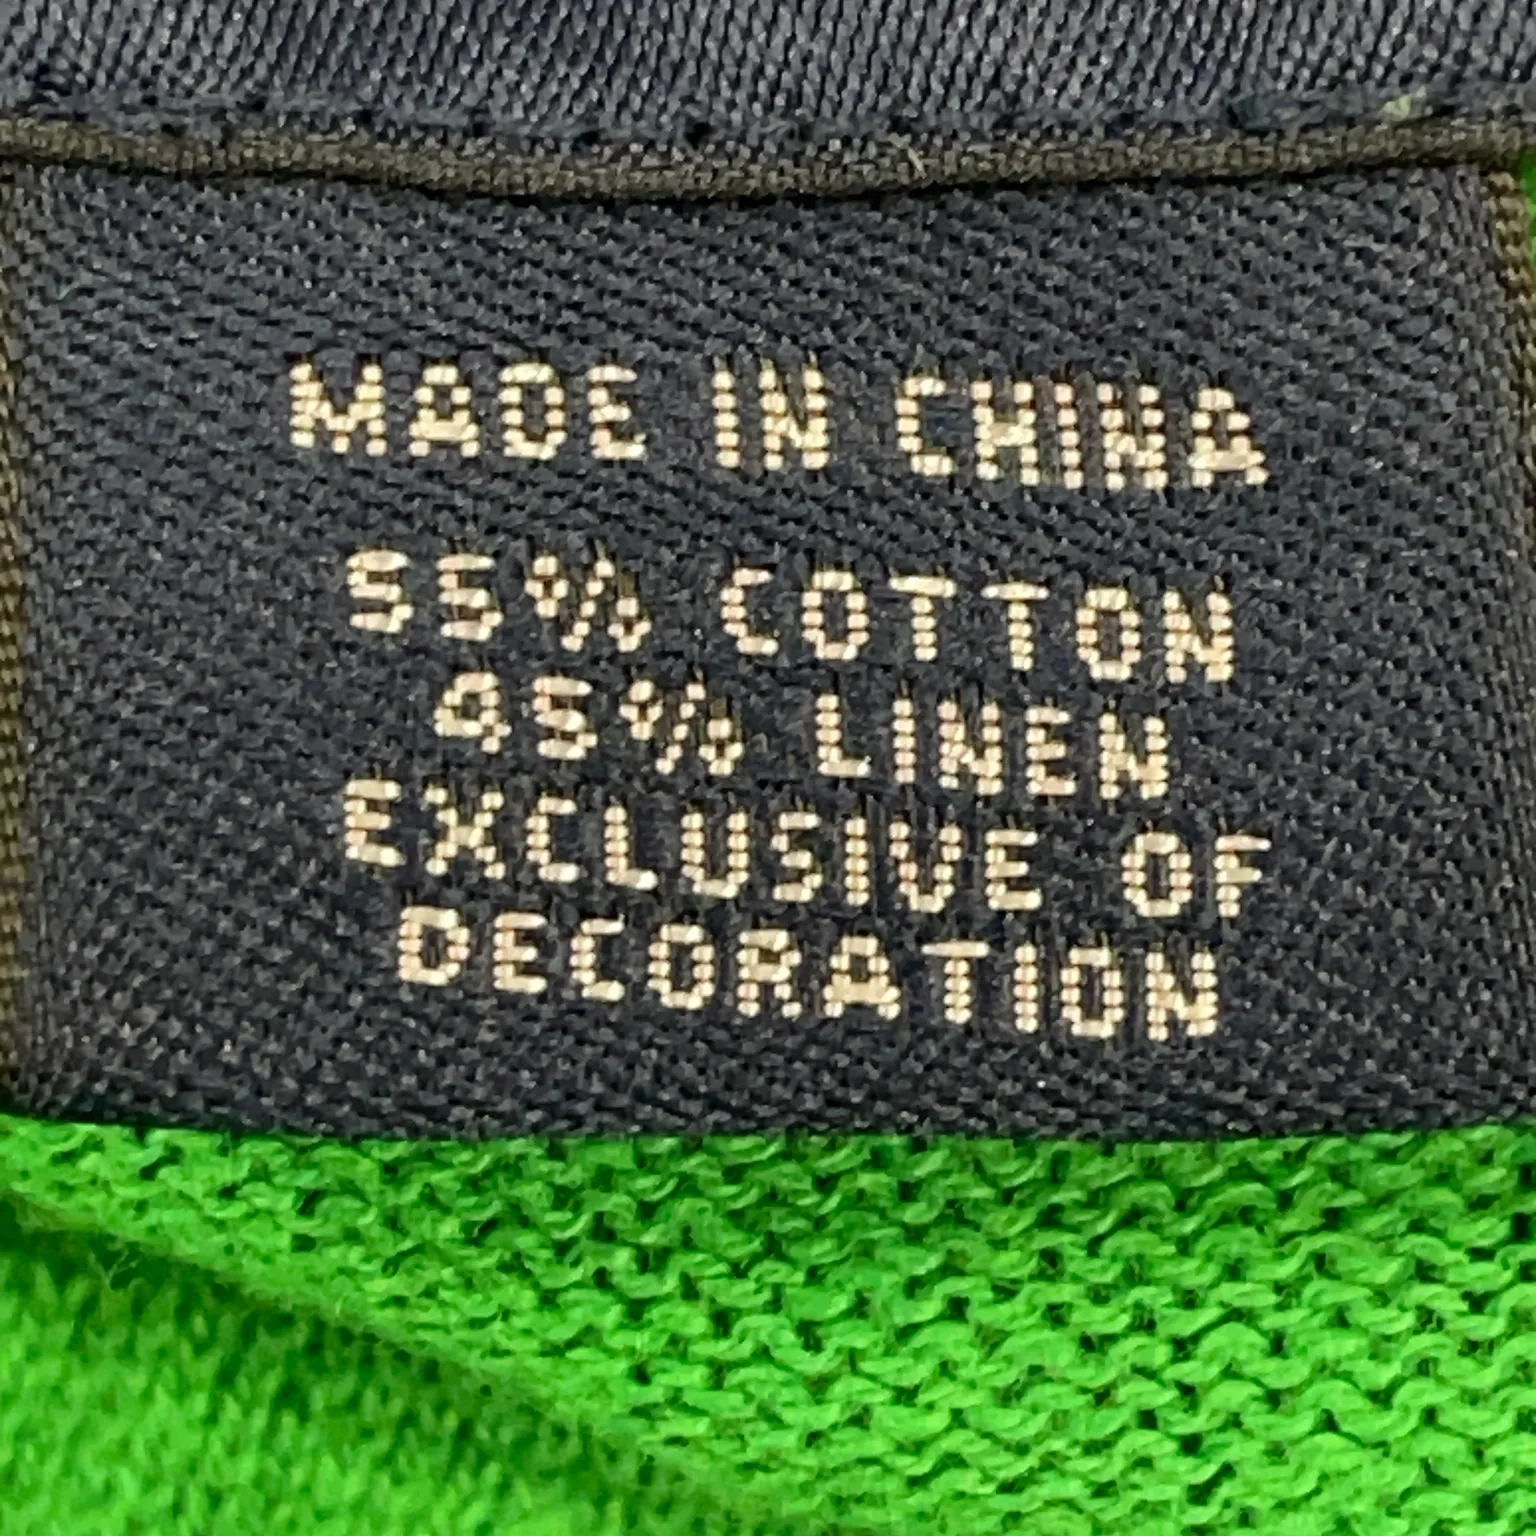 MADE IN CHINA
55% COTTON
45% LINEN
EXCLUSIVE OF
DECORATION